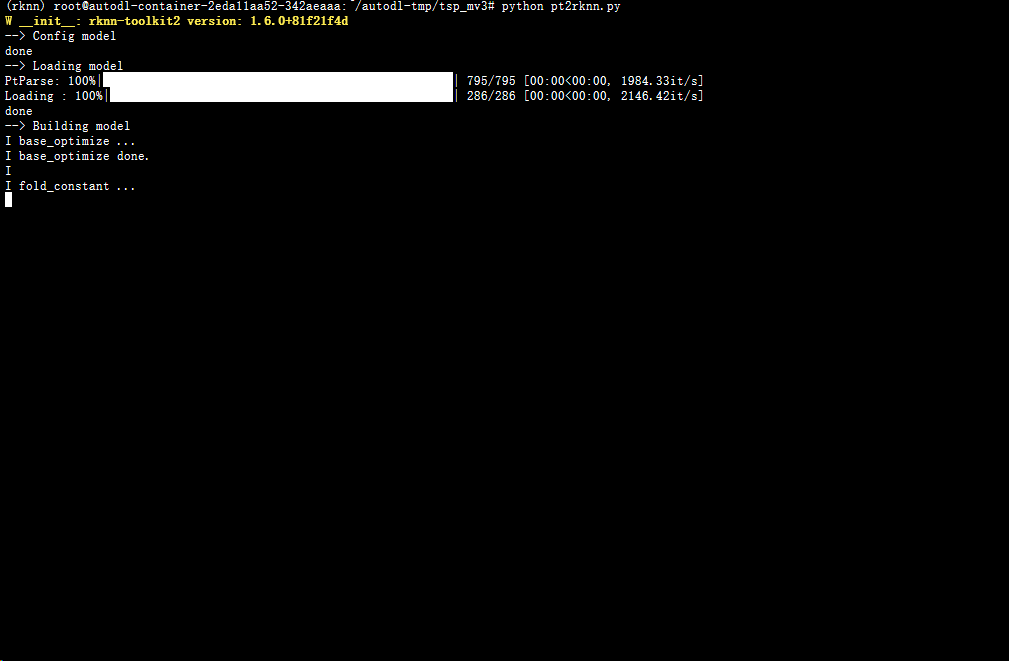 (rknn) root@autodl-container-2eda11aa52-342aeaaa:~/autodl-tmp/tsp_mv3# python pt2rknn.py
W __init__: rknn-toolkit2 version: 1.6.0+81f21f4d
--> Config model
done
--> Loading model
PtParse: 100%| | 795/795 [00:00<00:00, 1984.33it/s]
Loading : 100%| | 286/286 [00:00<00:00, 2146.42it/s]
done
--> Building model
I base_optimize ...
I base_optimize done.
I
I fold_constant ...